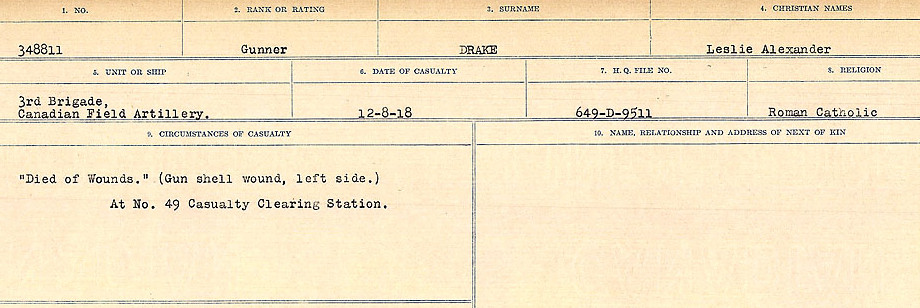 1. NO.
2. RANK OR RATING
3. SURNAME
4. CHRISTIAN NAMES
348811
Gunner
DRAKE
Leslie Alexander
5. UNIT OR SHIP
6. DATE OF CASUALTY
7. H. Q. FILE NO.
8. RELIGION
3rd Brigade,
Canadian Field Artillery.
12-8-18
649-D-9511
Roman Catholic
9. CIRCUMSTANCES OF CASUALTY
10. NAME, RELATIONSHIP AND ADDRESS OF NEXT OF KIN
"Died of Wounds." (Gun shell wound, left side.)
At No. 49 Casualty Clearing Station.